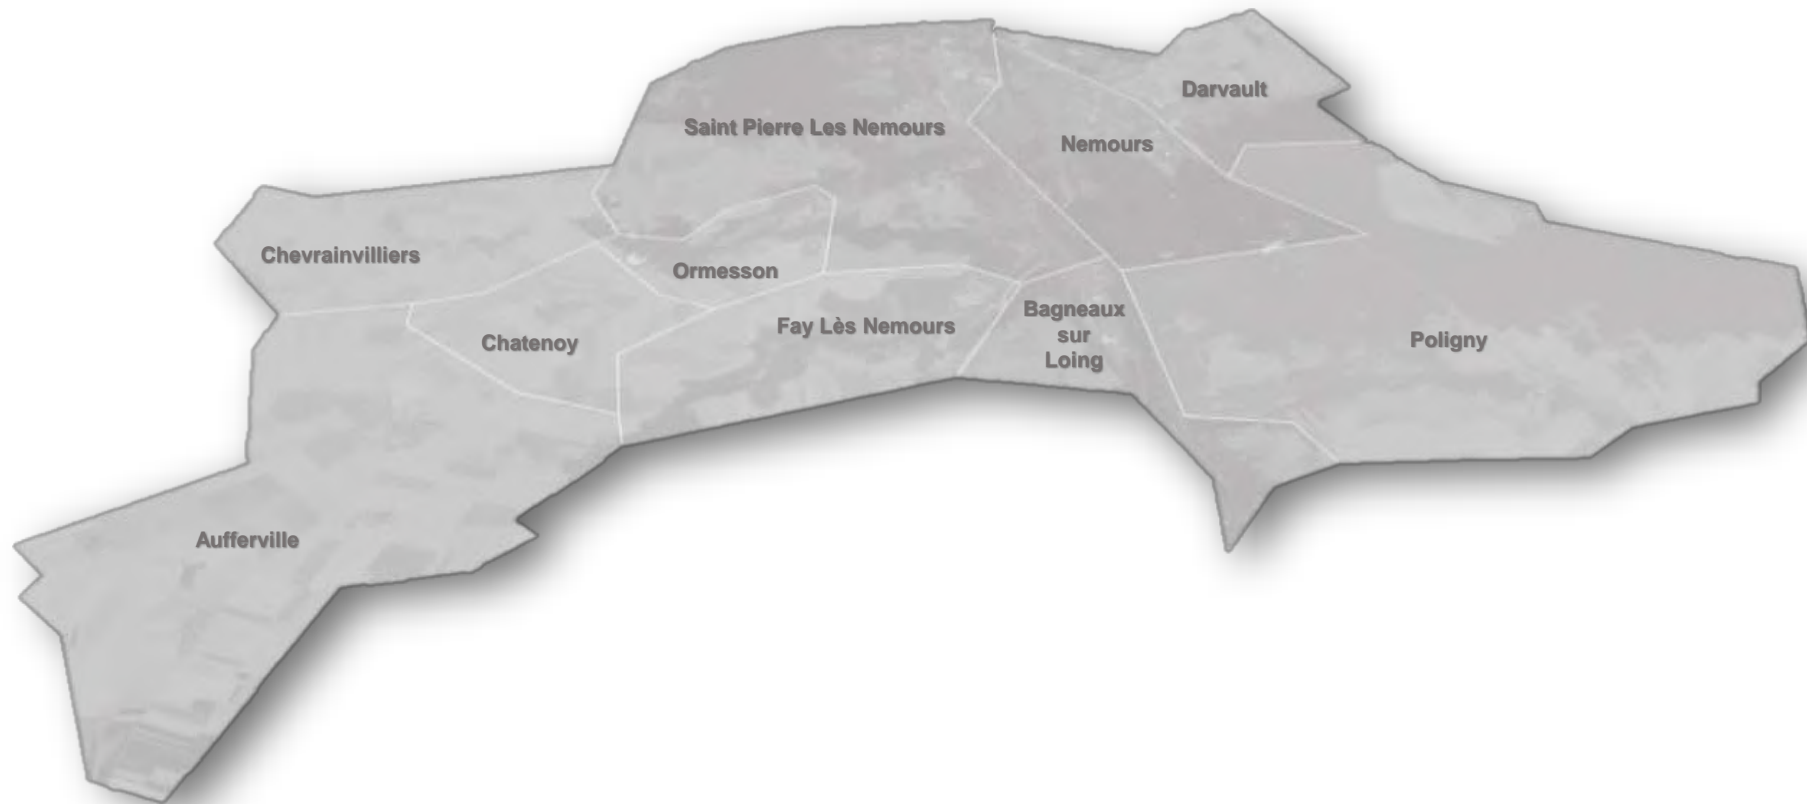 Darvault
Saint Pierre Les Nemours
Nemours
Chevrainvilliers
Ormesson
Bagneaux
sur
Loing
Fay Lès Nemours
Chatenoy
Poligny
Aufferville